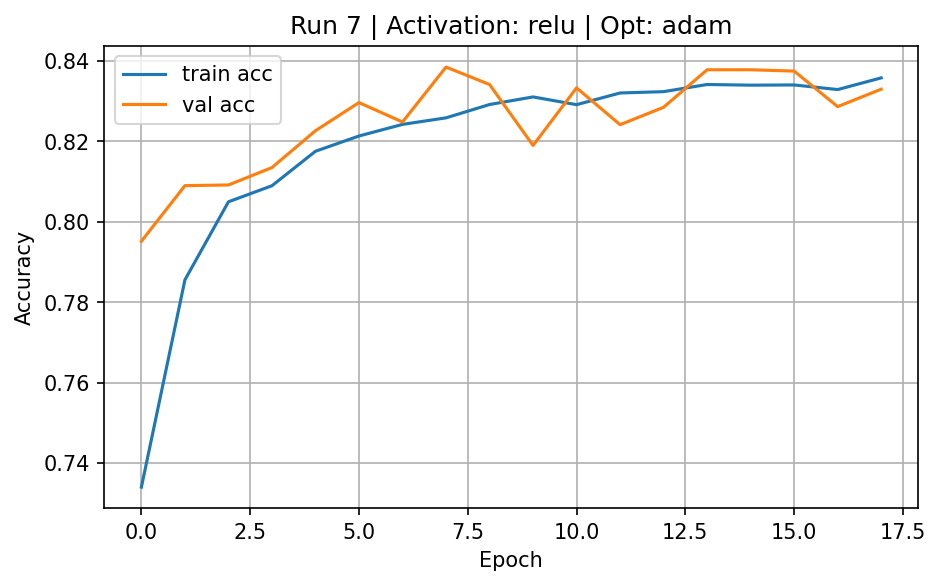 Run 7 | Activation: relu | Opt: adam
train acc
val acc
0.84
0.82
0.80
0.78
0.76
0.74
Accuracy
0.0 2.5 5.0 7.5 10.0 12.5 15.0 17.5
Epoch